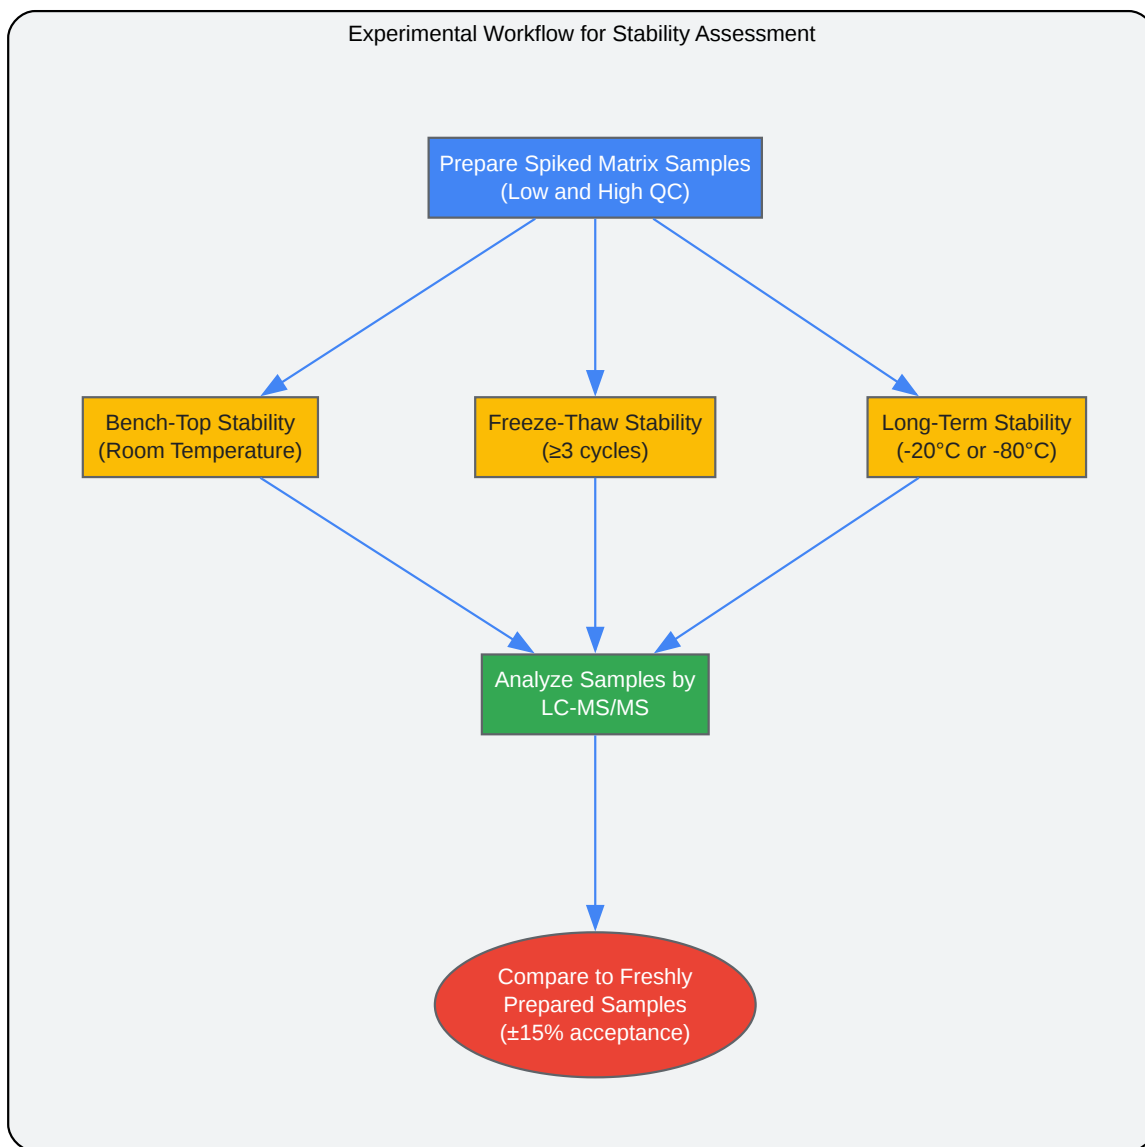 Experimental Workflow for Stability Assessment
Prepare Spiked Matrix Samples
(Low and High QC)
Bench-Top Stability
(Room Temperature)
Freeze-Thaw Stability
(≥3 cycles)
Long-Term Stability
(-20°C or -80°C)
Analyze Samples by
LC-MS/MS
Compare to Freshly
Prepared Samples
(±15% acceptance)